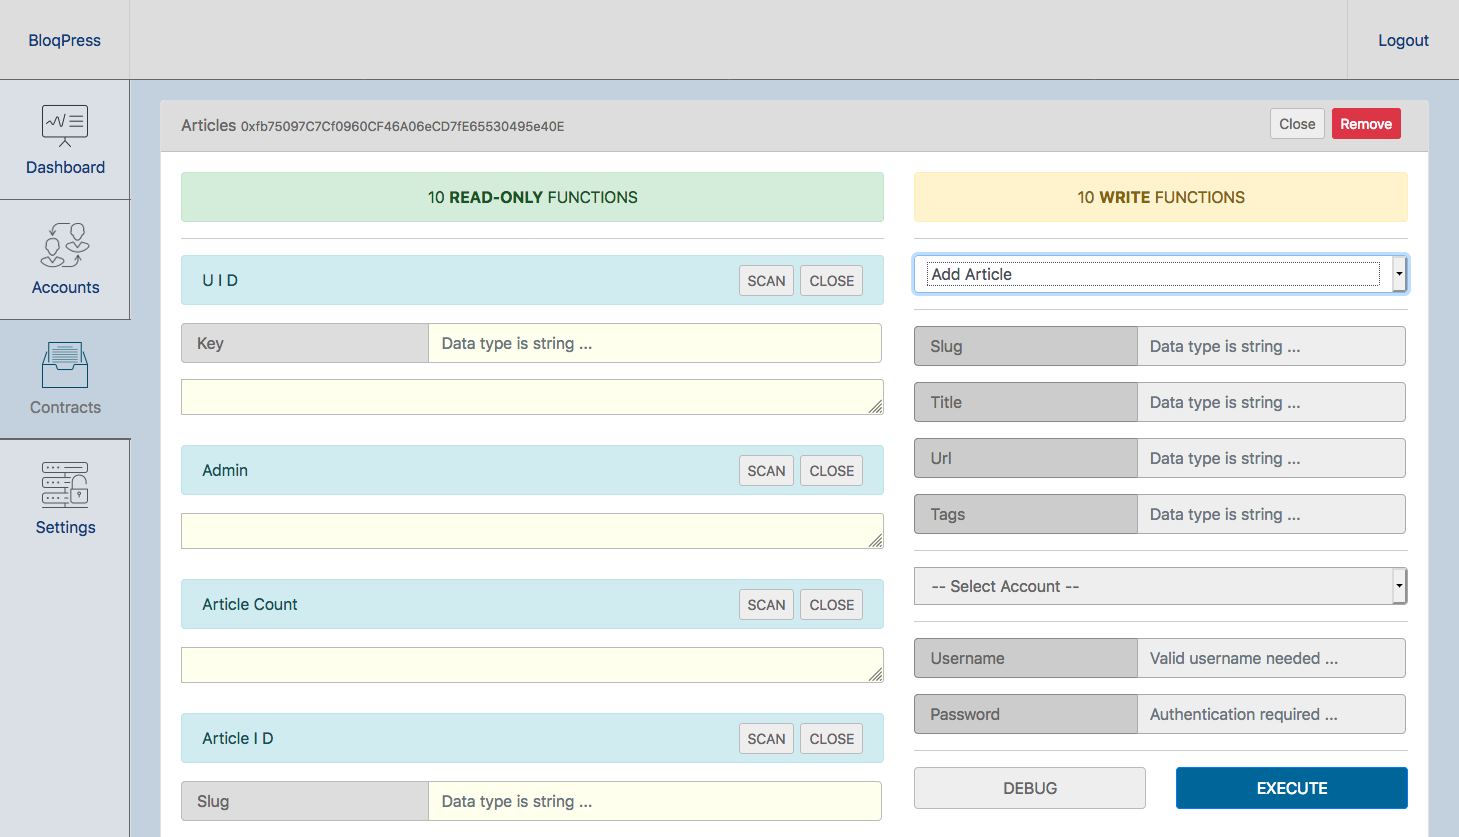 BloqPress
Logout
Dashboard
Accounts
Contracts
Settings
Articles 0xfb75097C7Cf0960CF46A06eCD7fE65530495e40E
Close
Remove
10 READ-ONLY FUNCTIONS
U I D
SCAN
CLOSE
Key
Data type is string ...
Admin
SCAN
CLOSE
Article Count
SCAN
CLOSE
Article I D
SCAN
CLOSE
Slug
Data type is string ...
10 WRITE FUNCTIONS
Add Article
Slug
Data type is string ...
Title
Data type is string ...
Url
Data type is string ...
Tags
Data type is string ...
-- Select Account --
Username
Valid username needed ...
Password
Authentication required ...
DEBUG
EXECUTE